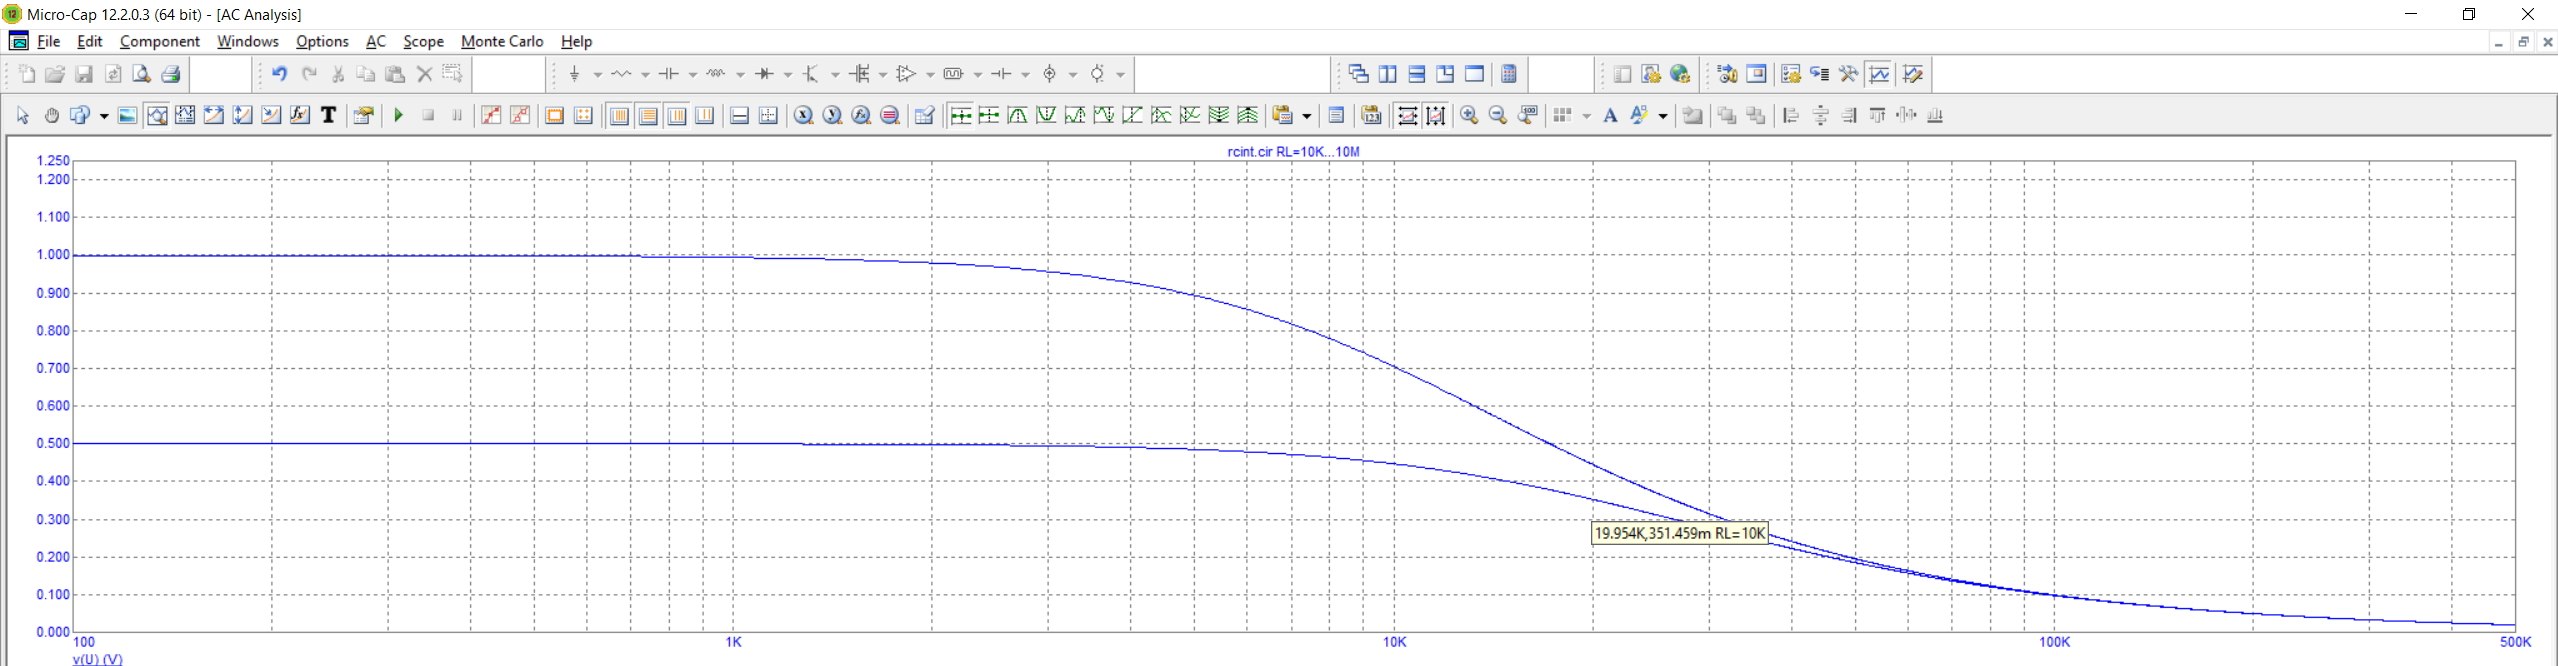 Micro-Cap 12.2.0.3 (64 bit) - [AC Analysis]
File Edit Component Windows Options AC Scope Monte Carlo Help
rcint.cir RL=10K...10M
1.250
1.200
1.100
1.000
0.900
0.800
0.700
0.600
0.500
0.400
0.300
19.954K,351.459m RL=10K
0.200
0.100
0.000
100 1K 10K 100K 500K
v(U) (V)